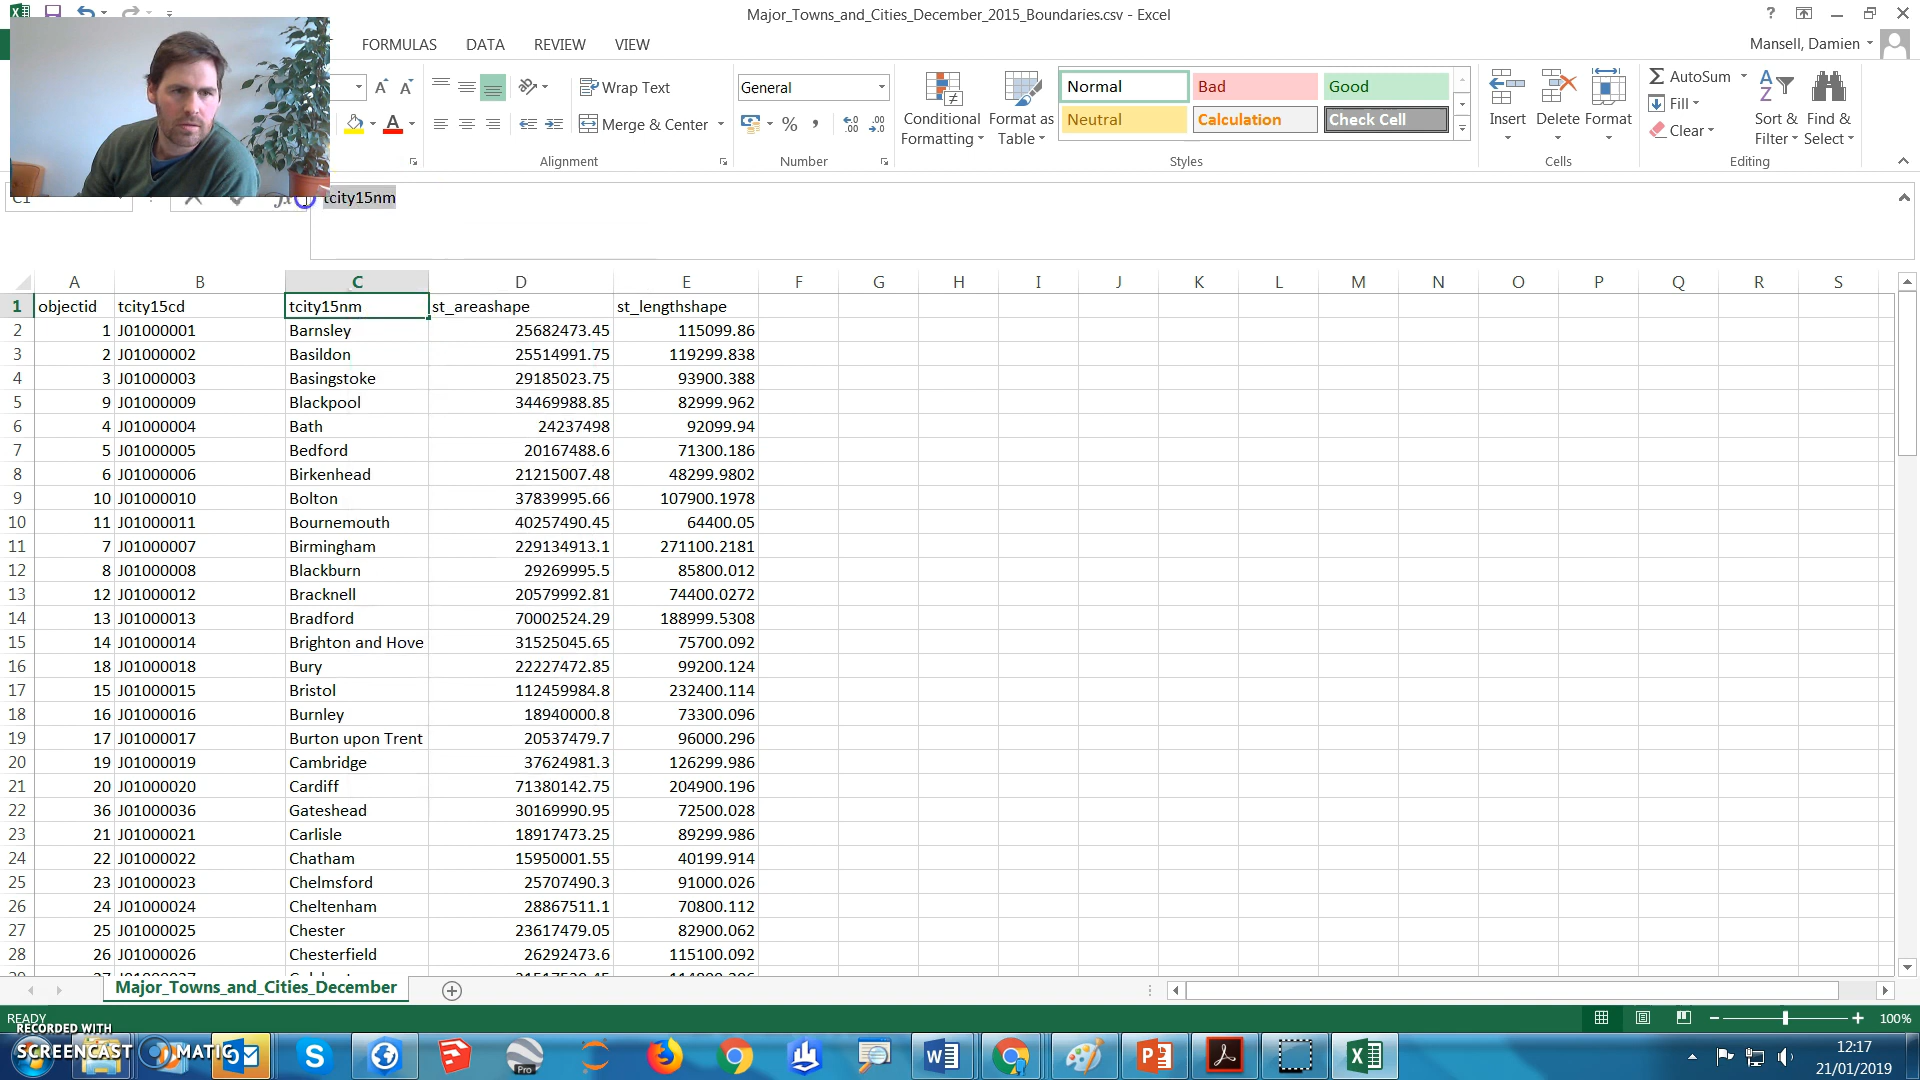 Major_Towns_and_Cities_December_2015_Boundaries.csv - Excel
FORMULAS DATA REVIEW VIEW
Mansell, Damien
Wrap Text
Merge & Center
Alignment
General
Number
Conditional Formatting
Format as Table
Normal Bad Good
Neutral Calculation Check Cell
Styles
Insert Delete Format
Cells
AutoSum
Fill
Clear
Sort & Filter
Find & Select
Editing
tcity15nm
A B C D E F G H I J K L M N O P Q R S
1 objectid tcity15cd tcity15nm st_areashape st_lengthshape
2 1 J01000001 Barnsley 25682473.45 115099.86
3 2 J01000002 Basildon 25514991.75 119299.838
4 3 J01000003 Basingstoke 29185023.75 93900.388
5 9 J01000009 Blackpool 34469988.85 82999.962
6 4 J01000004 Bath 24237498 92099.94
7 5 J01000005 Bedford 20167488.6 71300.186
8 6 J01000006 Birkenhead 21215007.48 48299.9802
9 10 J01000010 Bolton 37839995.66 107900.1978
10 11 J01000011 Bournemouth 40257490.45 64400.05
11 7 J01000007 Birmingham 229134913.1 271100.2181
12 8 J01000008 Blackburn 29269995.5 85800.012
13 12 J01000012 Bracknell 20579992.81 74400.0272
14 13 J01000013 Bradford 70002524.29 188999.5308
15 14 J01000014 Brighton and Hove 31525045.65 75700.092
16 18 J01000018 Bury 22227472.85 99200.124
17 15 J01000015 Bristol 112459984.8 232400.114
18 16 J01000016 Burnley 18940000.8 73300.096
19 17 J01000017 Burton upon Trent 20537479.7 96000.296
20 19 J01000019 Cambridge 37624981.3 126299.986
21 20 J01000020 Cardiff 71380142.75 204900.196
22 36 J01000036 Gateshead 30169990.95 72500.028
23 21 J01000021 Carlisle 18917473.25 89299.986
24 22 J01000022 Chatham 15950001.55 40199.914
25 23 J01000023 Chelmsford 25707490.3 91000.026
26 24 J01000024 Cheltenham 28867511.1 70800.112
27 25 J01000025 Chester 23617479.05 82900.062
28 26 J01000026 Chesterfield 26292473.6 115100.092
Major_Towns_and_Cities_December
READY
100%
RECORDED WITH
SCREENCAST MATIC
Pro
12:17
21/01/2019